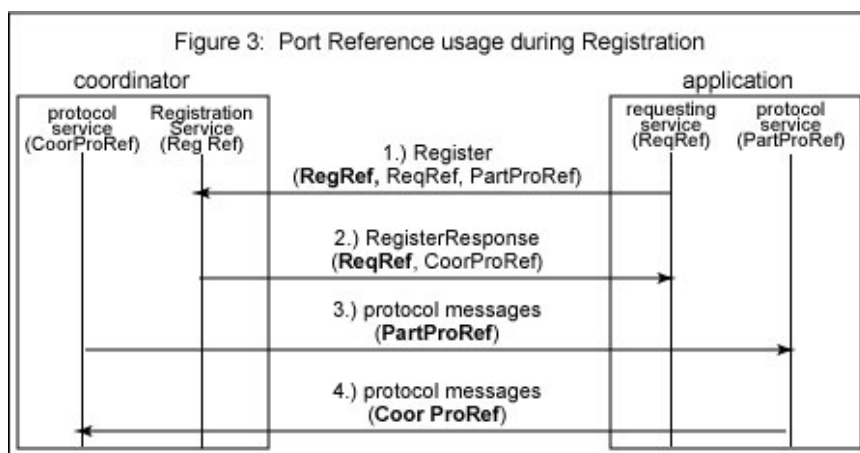 Figure 3: Port Reference usage during Registration
coordinator
application
protocol
service
(CoorProRef)
Registration
Service
(Reg Ref)
requesting
service
(ReqRef)
protocol
service
(PartProRef)
1.) Register
(RegRef, ReqRef, PartProRef)
2.) RegisterResponse
(ReqRef, CoorProRef)
3.) protocol messages
(PartProRef)
4.) protocol messages
(Coor ProRef)